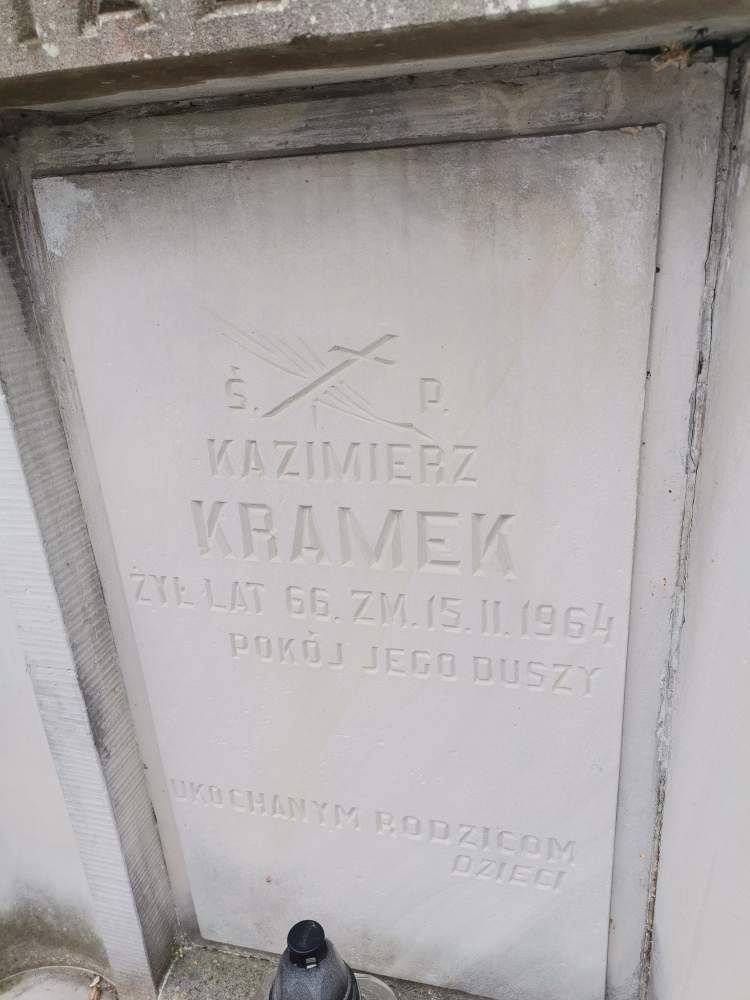 Ś. P.
KAZIMIERZ
KRAMEK
ŻYŁ LAT 66. ZM. 15. II. 1964
POKÓJ JEGO DUSZY
UKOCHANYM RODZICOM
DZIECI